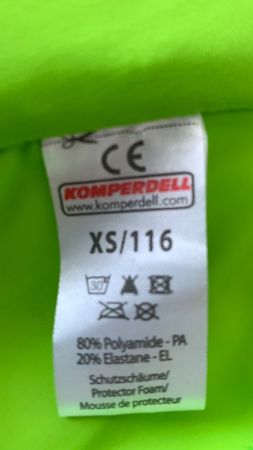 CE
KOMPERDELL
www.komperdell.com
XS/116
30°
80% Polyamide - PA
20% Elastane - EL
Schutzschäume/
Protector Foam/
Mousse de protecteur